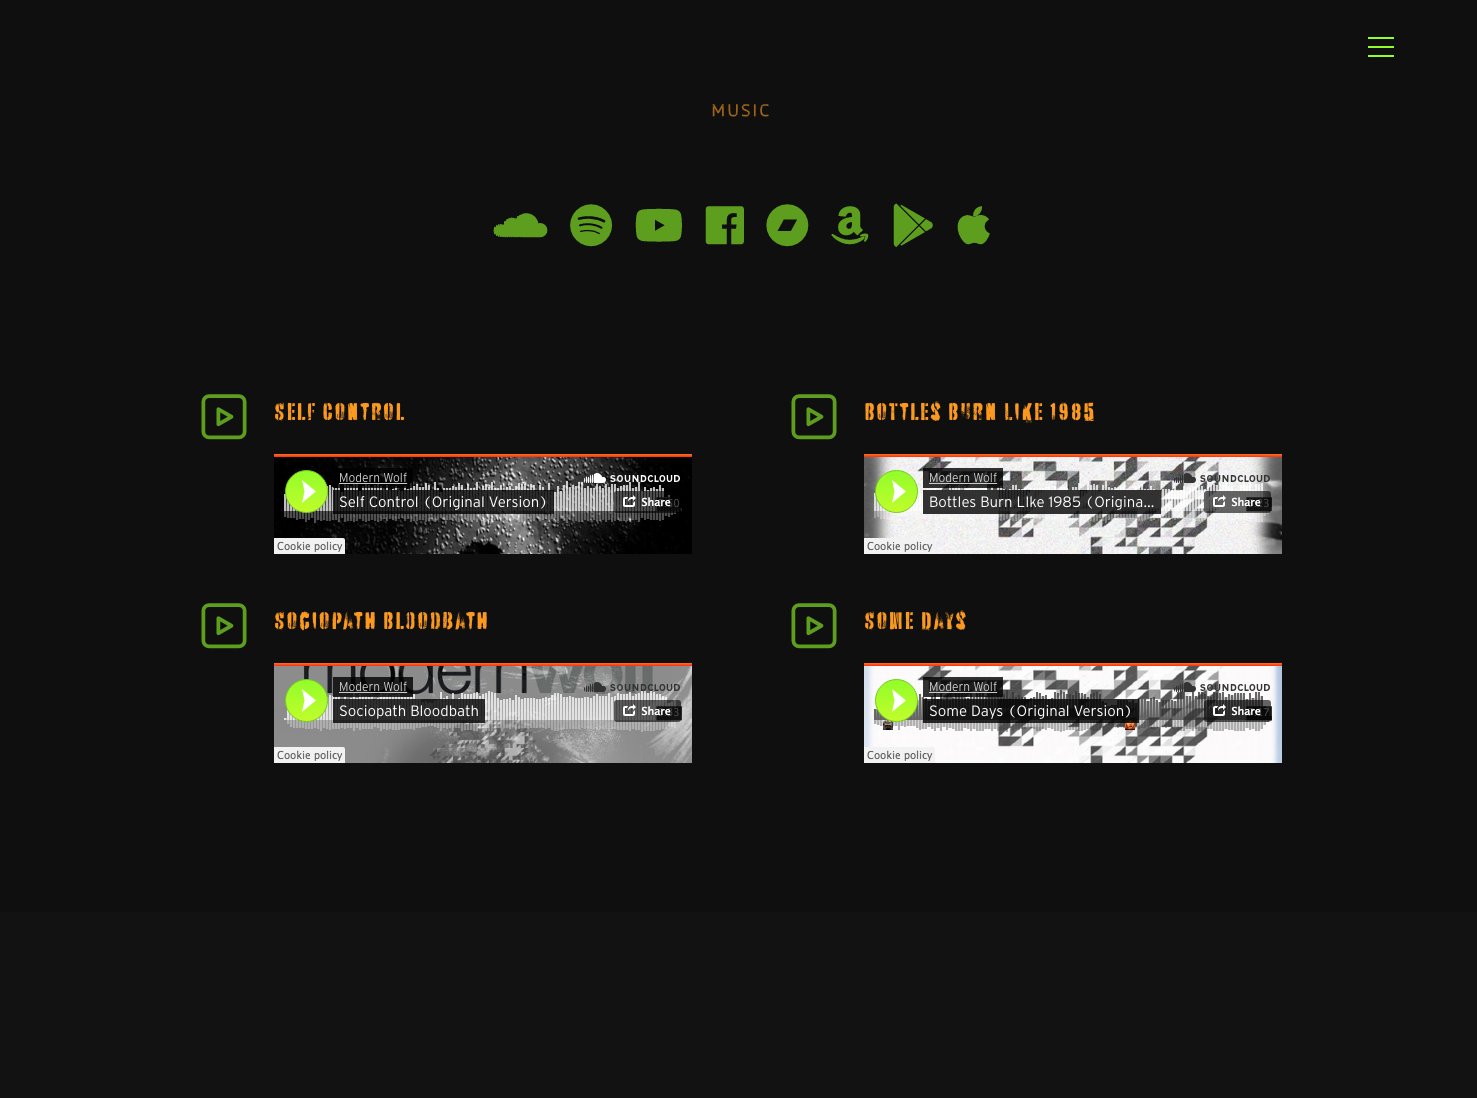 MUSIC
SELF CONTROL
Modern Wolf
SOUNDCLOUD
Self Control (Original Version)
Share
Cookie policy
BOTTLES BURN LIKE 1985
Modern Wolf
SOUNDCLOUD
Bottles Burn LIke 1985 (Origina...
Share
Cookie policy
SOCIOPATH BLOODBATH
modernwolf
Modern Wolf
SOUNDCLOUD
Sociopath Bloodbath
Share
Cookie policy
SOME DAYS
Modern Wolf
SOUNDCLOUD
Some Days (Original Version)
Share
Cookie policy